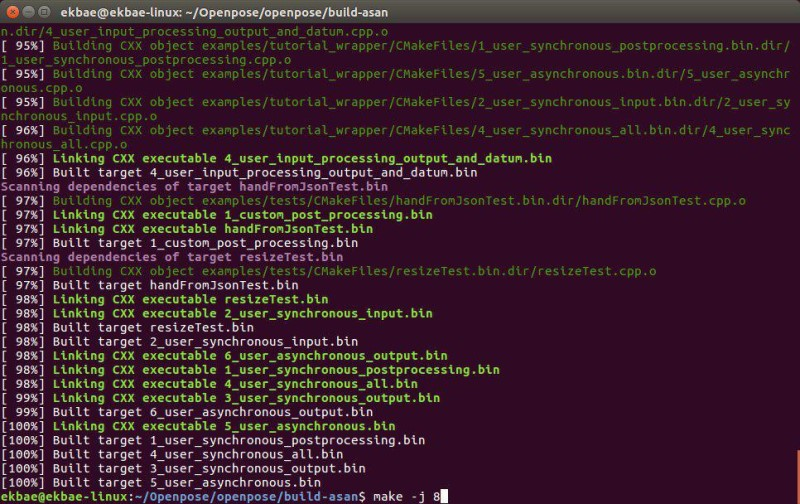 ekbae@ekbae-linux: ~/Openpose/openpose/build-asan
n.dir/4_user_input_processing_output_and_datum.cpp.o
[ 95%] Building CXX object examples/tutorial_wrapper/CMakeFiles/1_user_synchronous_postprocessing.bin.dir/
1_user_synchronous_postprocessing.cpp.o
[ 95%] Building CXX object examples/tutorial_wrapper/CMakeFiles/5_user_asynchronous.bin.dir/5_user_asynchr
onous.cpp.o
[ 95%] Building CXX object examples/tutorial_wrapper/CMakeFiles/2_user_synchronous_input.bin.dir/2_user_sy
nchronous_input.cpp.o
[ 96%] Building CXX object examples/tutorial_wrapper/CMakeFiles/4_user_synchronous_all.bin.dir/4_user_sync
hronous_all.cpp.o
[ 96%] Linking CXX executable 4_user_input_processing_output_and_datum.bin
[ 96%] Built target 4_user_input_processing_output_and_datum.bin
Scanning dependencies of target handFromJsonTest.bin
[ 97%] Building CXX object examples/tests/CMakeFiles/handFromJsonTest.bin.dir/handFromJsonTest.cpp.o
[ 97%] Linking CXX executable 1_custom_post_processing.bin
[ 97%] Linking CXX executable handFromJsonTest.bin
[ 97%] Built target 1_custom_post_processing.bin
Scanning dependencies of target resizeTest.bin
[ 97%] Building CXX object examples/tests/CMakeFiles/resizeTest.bin.dir/resizeTest.cpp.o
[ 97%] Built target handFromJsonTest.bin
[ 98%] Linking CXX executable resizeTest.bin
[ 98%] Linking CXX executable 2_user_synchronous_input.bin
[ 98%] Built target resizeTest.bin
[ 98%] Built target 2_user_synchronous_input.bin
[ 98%] Linking CXX executable 6_user_asynchronous_output.bin
[ 98%] Linking CXX executable 1_user_synchronous_postprocessing.bin
[ 98%] Linking CXX executable 4_user_synchronous_all.bin
[ 99%] Linking CXX executable 3_user_synchronous_output.bin
[ 99%] Built target 6_user_asynchronous_output.bin
[100%] Linking CXX executable 5_user_asynchronous.bin
[100%] Built target 1_user_synchronous_postprocessing.bin
[100%] Built target 4_user_synchronous_all.bin
[100%] Built target 3_user_synchronous_output.bin
[100%] Built target 5_user_asynchronous.bin
ekbae@ekbae-linux:~/Openpose/openpose/build-asan$ make -j 8